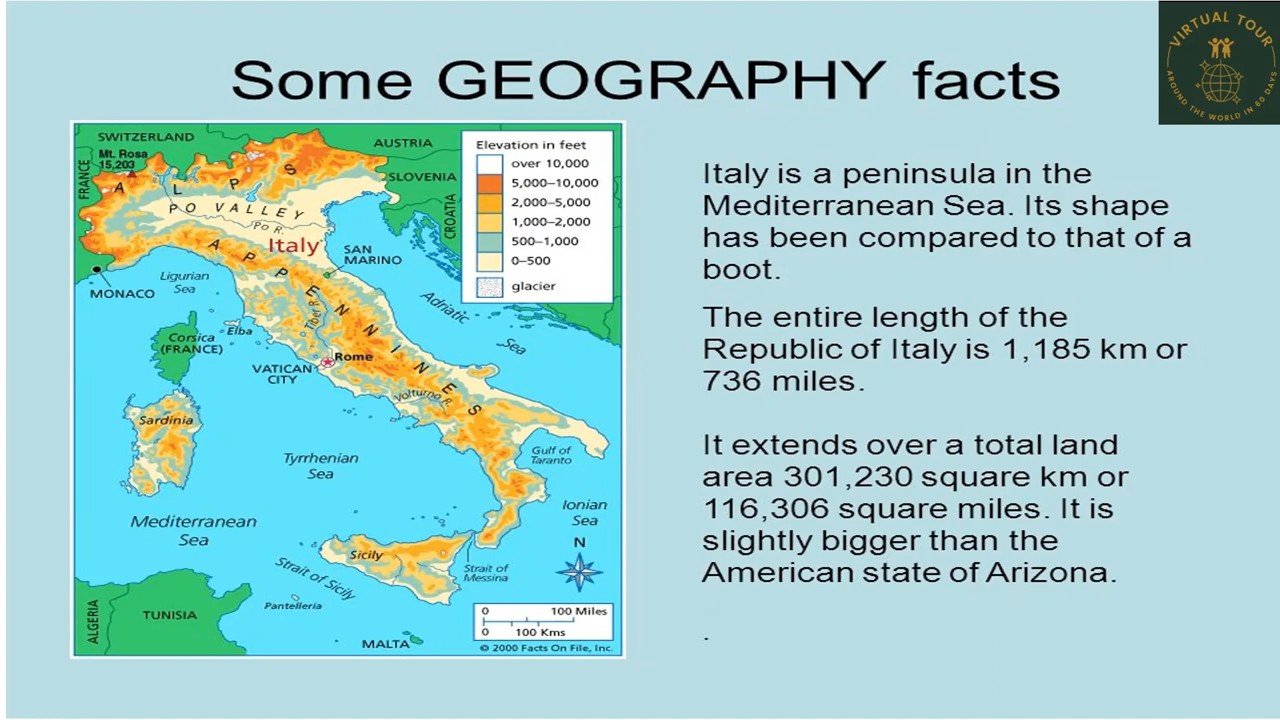 VIRTUAL TOUR
AROUND THE WORLD IN 60 DAYS
Some GEOGRAPHY facts
SWITZERLAND
AUSTRIA
Mt. Rosa
15,203
FRANCE
SLOVENIA
CROATIA
ALPS
PO VALLEY
Po R.
Italy
SAN
MARINO
MONACO
Ligurian
Sea
APPENNINES
Adriatic
Sea
Elba
Tiber R.
Corsica
(FRANCE)
Rome
VATICAN
CITY
Volturno R.
Sardinia
Gulf of
Taranto
Tyrrhenian
Sea
Ionian
Sea
Mediterranean
Sea
N
Sicily
Strait of
Messina
Strait of Sicily
Pantelleria
ALGERIA
TUNISIA
MALTA
Elevation in feet
over 10,000
5,000–10,000
2,000–5,000
1,000–2,000
500–1,000
0–500
glacier
0 100 Miles
0 100 Kms
© 2000 Facts On File, Inc.
Italy is a peninsula in the
Mediterranean Sea. Its shape
has been compared to that of a
boot.
The entire length of the
Republic of Italy is 1,185 km or
736 miles.
It extends over a total land
area 301,230 square km or
116,306 square miles. It is
slightly bigger than the
American state of Arizona.
.